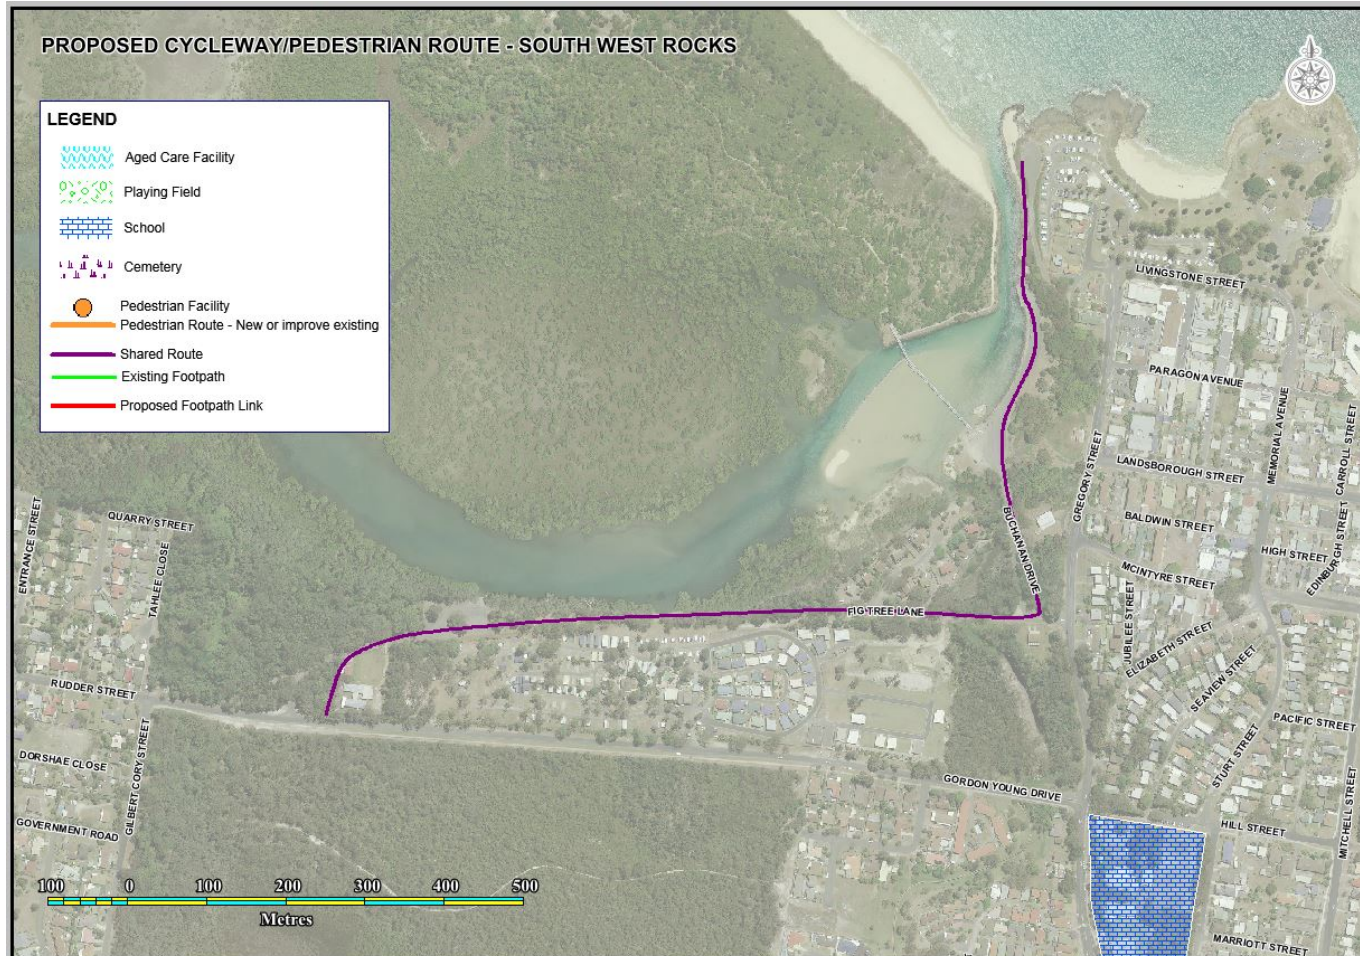 PROPOSED CYCLEWAY/PEDESTRIAN ROUTE - SOUTH WEST ROCKS
LEGEND
Aged Care Facility
Playing Field
School
Cemetery
Pedestrian Facility
Pedestrian Route - New or improve existing
Shared Route
Existing Footpath
Proposed Footpath Link
LIVINGSTONE STREET
PARAGON AVENUE
MEMORIAL AVENUE
CARROLL STREET
GREGORY STREET
LANDSBOROUGH STREET
BALDWIN STREET
HIGH STREET
EDINBURGH STREET
MCINTYRE STREET
BUCHANAN DRIVE
JUBILEE STREET
ELIZABETH STREET
SEAVIEW STREET
PACIFIC STREET
STURT STREET
MITCHELL STREET
HILL STREET
MARRIOTT STREET
FIG TREE LANE
GORDON YOUNG DRIVE
ENTRANCE STREET
QUARRY STREET
TAHLEE CLOSE
RUDDER STREET
DORSHAE CLOSE
GILBERT CORY STREET
GOVERNMENT ROAD
100 0 100 200 300 400 500
Metres